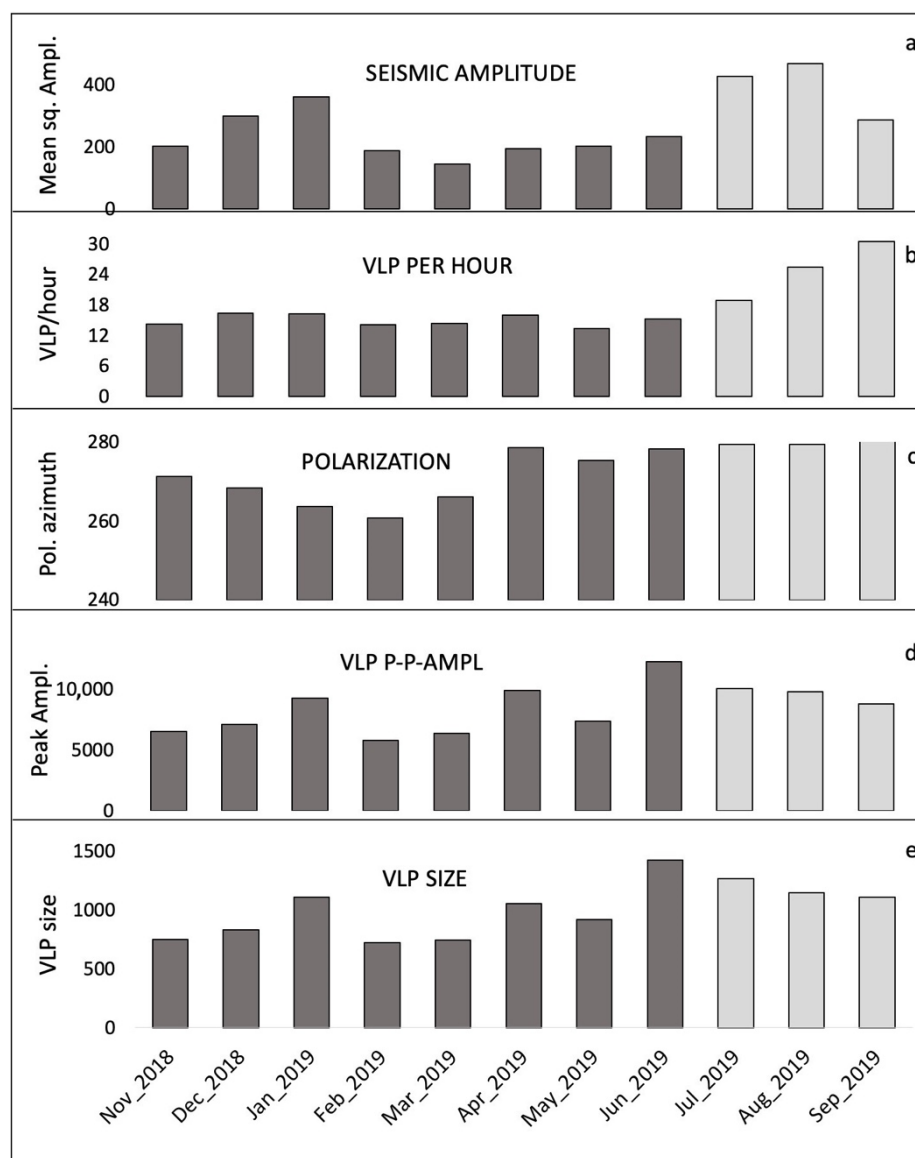 a
SEISMIC AMPLITUDE
Mean sq. Ampl.
400
200
0
b
VLP PER HOUR
VLP/hour
30
24
18
12
6
0
c
POLARIZATION
Pol. azimuth
280
260
240
d
VLP P-P-AMPL
Peak Ampl.
10,000
5000
0
e
VLP SIZE
VLP size
1500
1000
500
0
Nov_2018
Dec_2018
Jan_2019
Feb_2019
Mar_2019
Apr_2019
May_2019
Jun_2019
Jul_2019
Aug_2019
Sep_2019